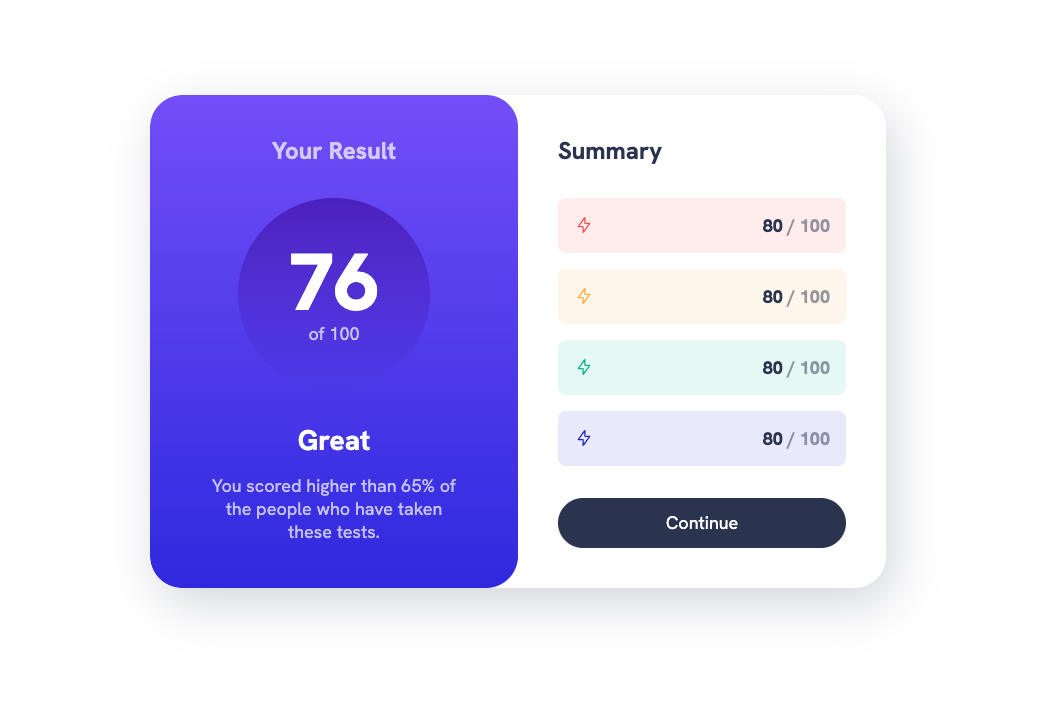 Your Result
76
of 100
Great
You scored higher than 65% of
the people who have taken
these tests.
Summary
80 / 100
80 / 100
80 / 100
80 / 100
Continue